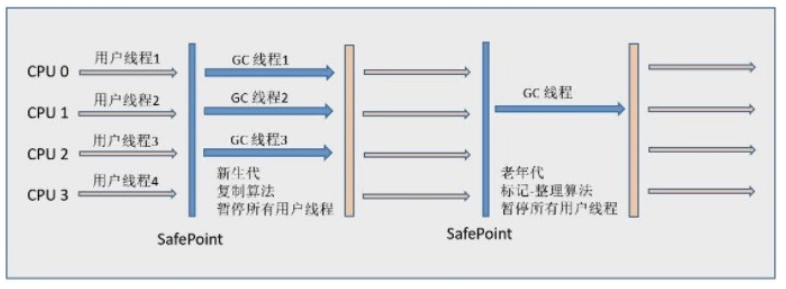 CPU 0
用户线程1
CPU 1
用户线程2
CPU 2
用户线程3
CPU 3
用户线程4
SafePoint
GC 线程1
GC 线程2
GC 线程3
新生代
复制算法
暂停所有用户线程
SafePoint
GC 线程
老年代
标记-整理算法
暂停所有用户线程